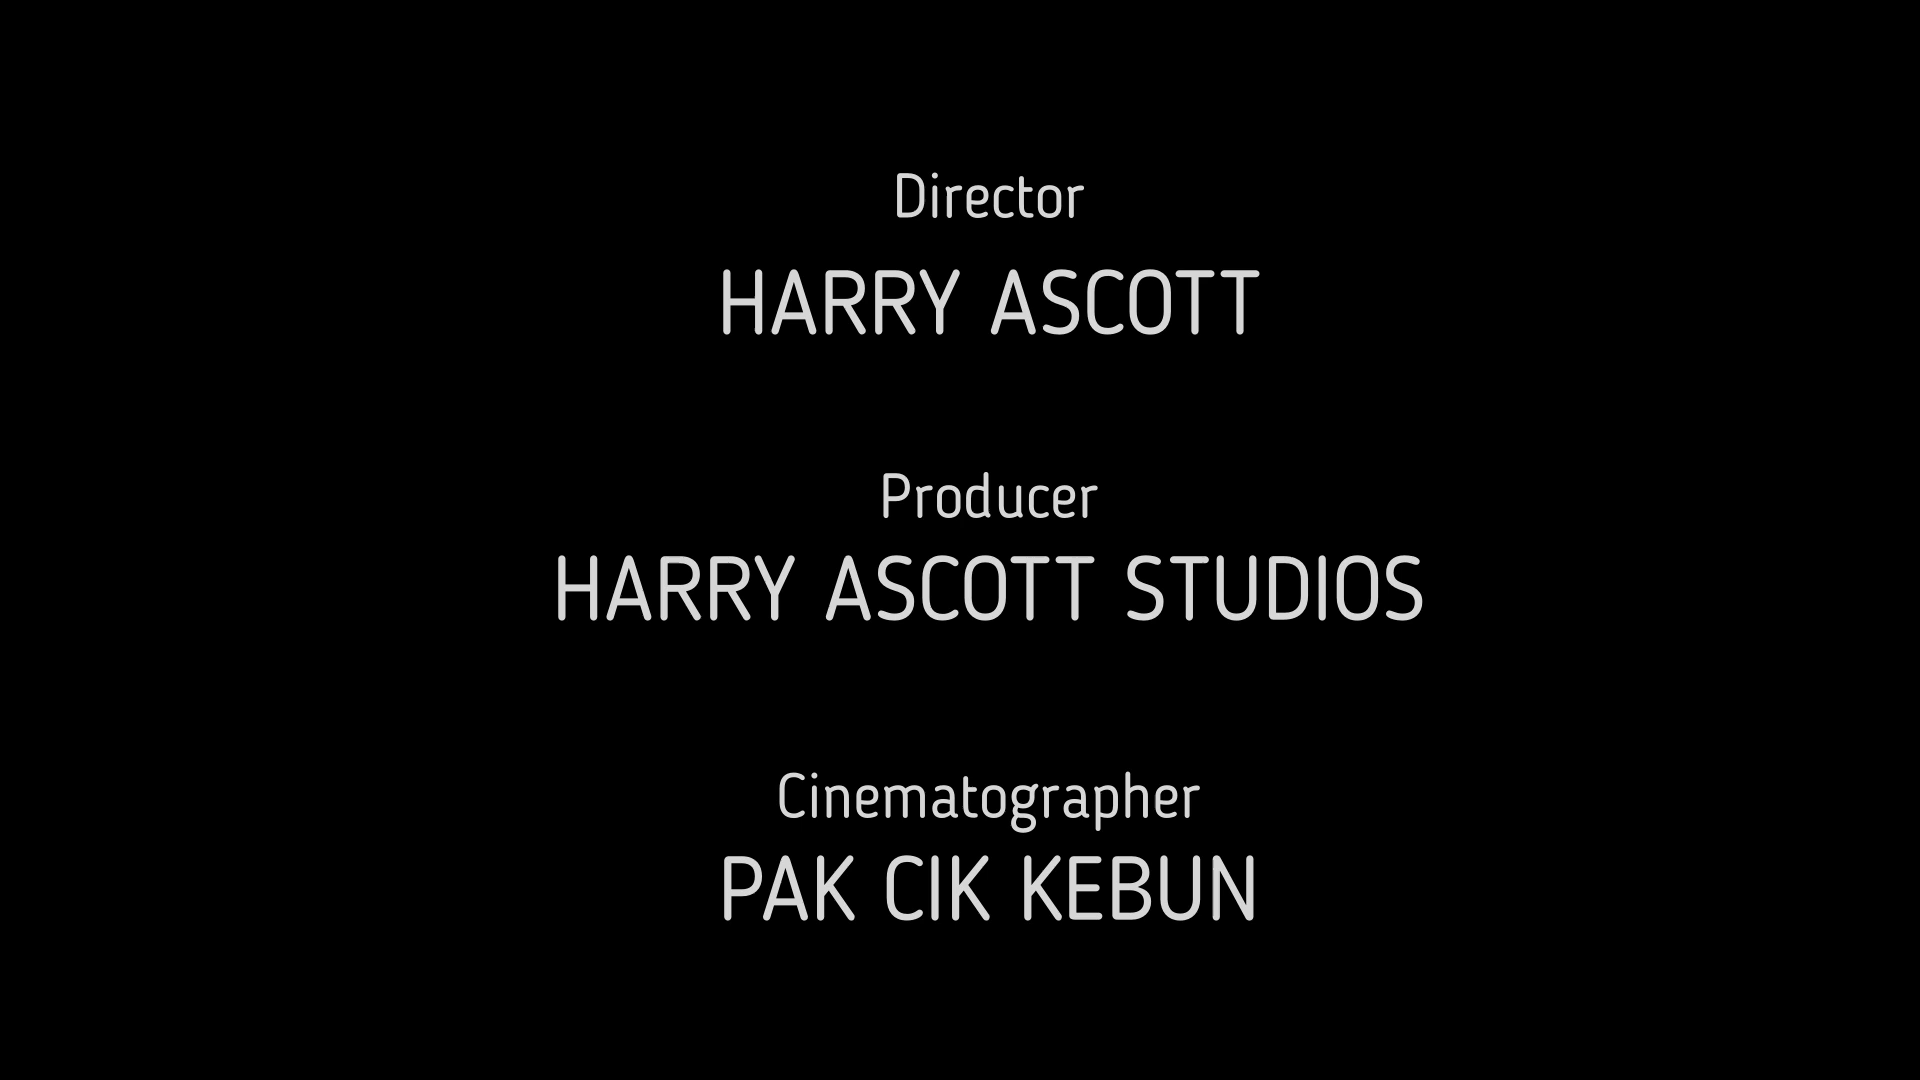 Director
HARRY ASCOTT
Producer
HARRY ASCOTT STUDIOS
Cinematographer
PAK CIK KEBUN